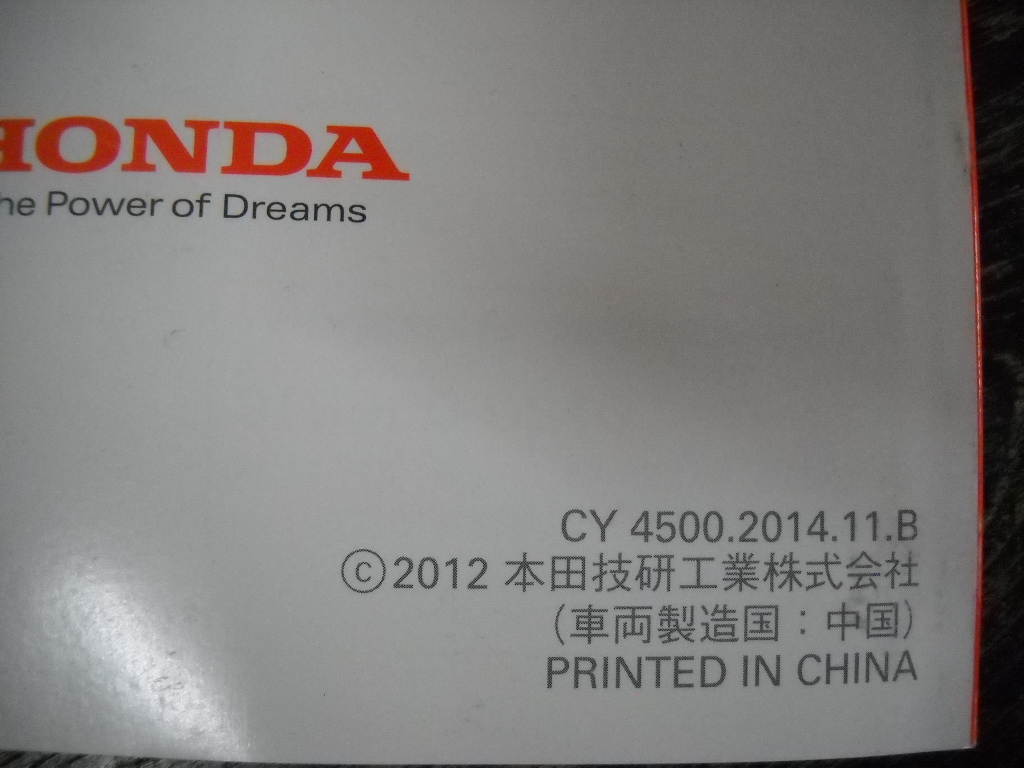 HONDA
The Power of Dreams
CY 4500.2014.11.B
©2012 本田技研工業株式会社
（車両製造国：中国）
PRINTED IN CHINA